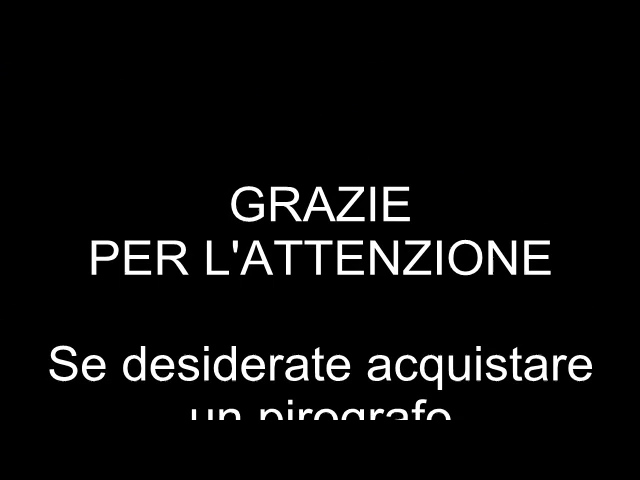 GRAZIE
PER L'ATTENZIONE
Se desiderate acquistare
un pirografo